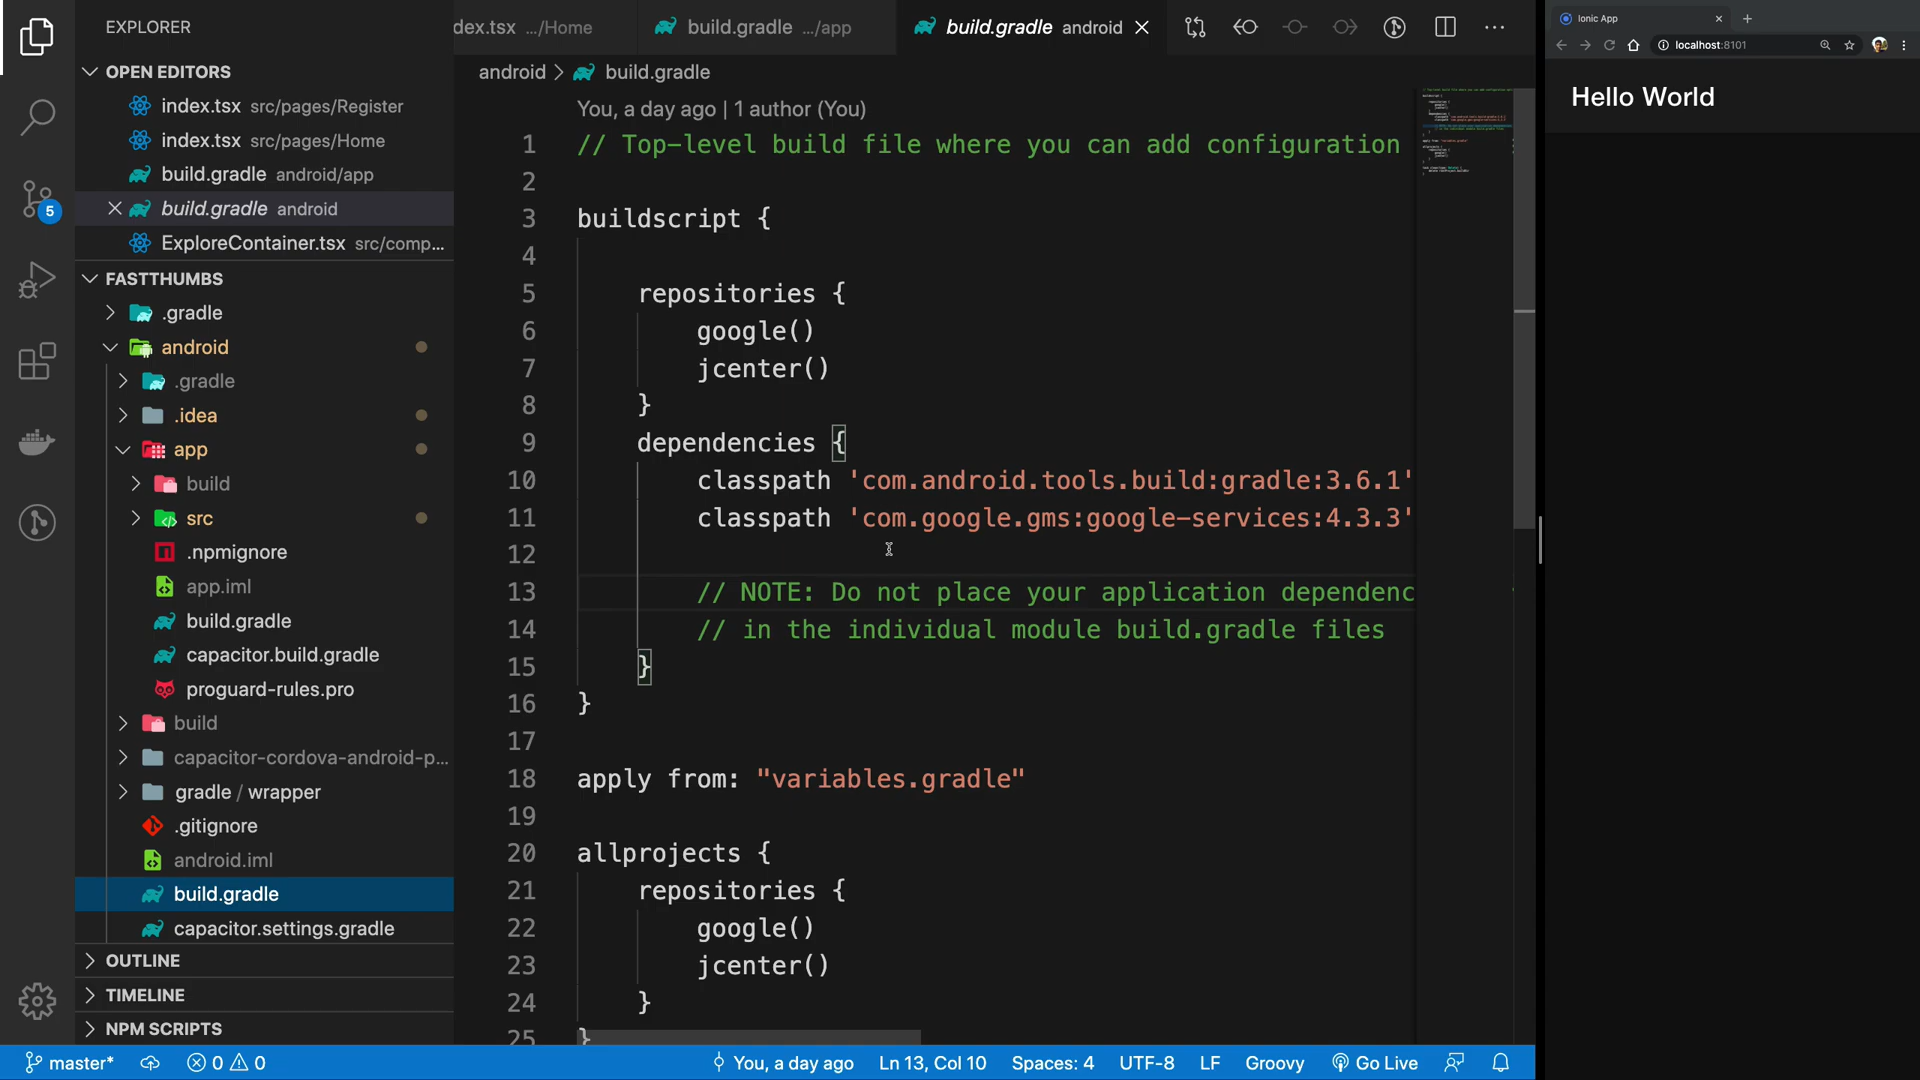 EXPLORER
OPEN EDITORS
index.tsx src/pages/Register
index.tsx src/pages/Home
build.gradle android/app
build.gradle android
ExploreContainer.tsx src/comp...
FASTTHUMBS
.gradle
android
.gradle
.idea
app
build
src
.npmignore
app.iml
build.gradle
capacitor.build.gradle
proguard-rules.pro
build
capacitor-cordova-android-p...
gradle / wrapper
.gitignore
android.iml
build.gradle
capacitor.settings.gradle
OUTLINE
TIMELINE
NPM SCRIPTS
5
dex.tsx .../Home
build.gradle .../app
build.gradle android
android > build.gradle
You, a day ago | 1 author (You)
1 // Top-level build file where you can add configuration
2
3 buildscript {
4
5 repositories {
6 google()
7 jcenter()
8 }
9 dependencies {
10 classpath 'com.android.tools.build:gradle:3.6.1'
11 classpath 'com.google.gms:google-services:4.3.3'
12
13 // NOTE: Do not place your application dependenc
14 // in the individual module build.gradle files
15 }
16 }
17
18 apply from: "variables.gradle"
19
20 allprojects {
21 repositories {
22 google()
23 jcenter()
24 }
25 }
master* 0 0 You, a day ago Ln 13, Col 10 Spaces: 4 UTF-8 LF Groovy Go Live
Ionic App
localhost:8101
Hello World